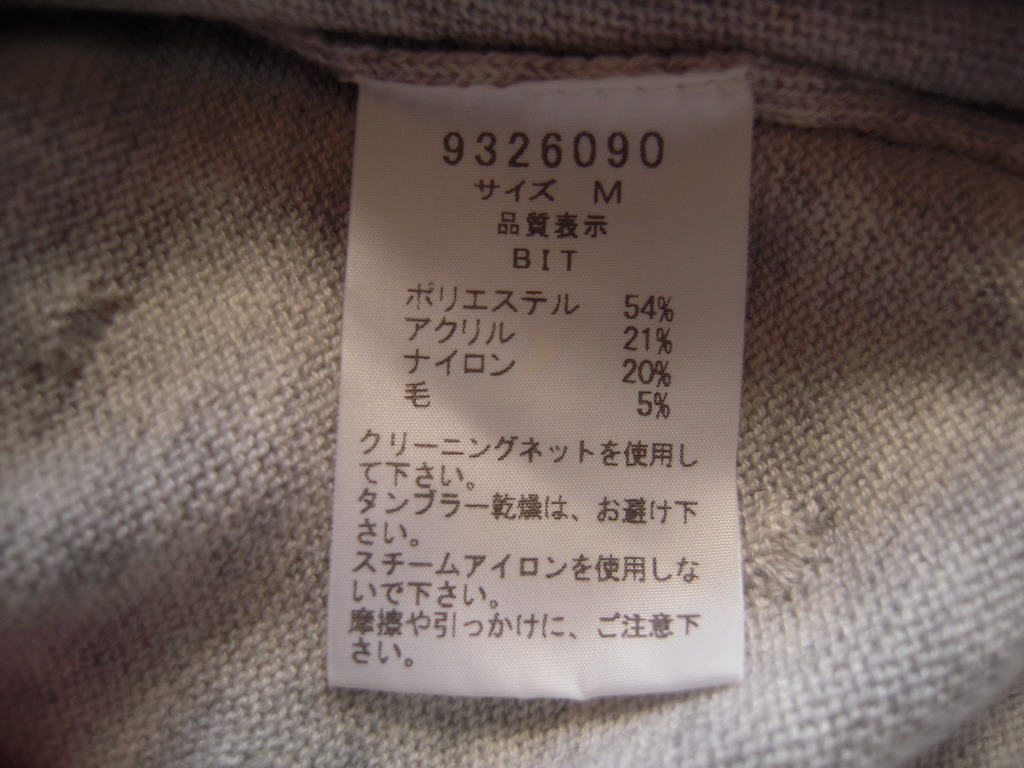 9326090
サイズ M
品質表示
BIT
ポリエステル 54%
アクリル 21%
ナイロン 20%
毛 5%
クリーニングネットを使用し
て下さい。
タンブラー乾燥は、お避け下
さい。
スチームアイロンを使用しな
いで下さい。
摩擦や引っかけに、ご注意下
さい。